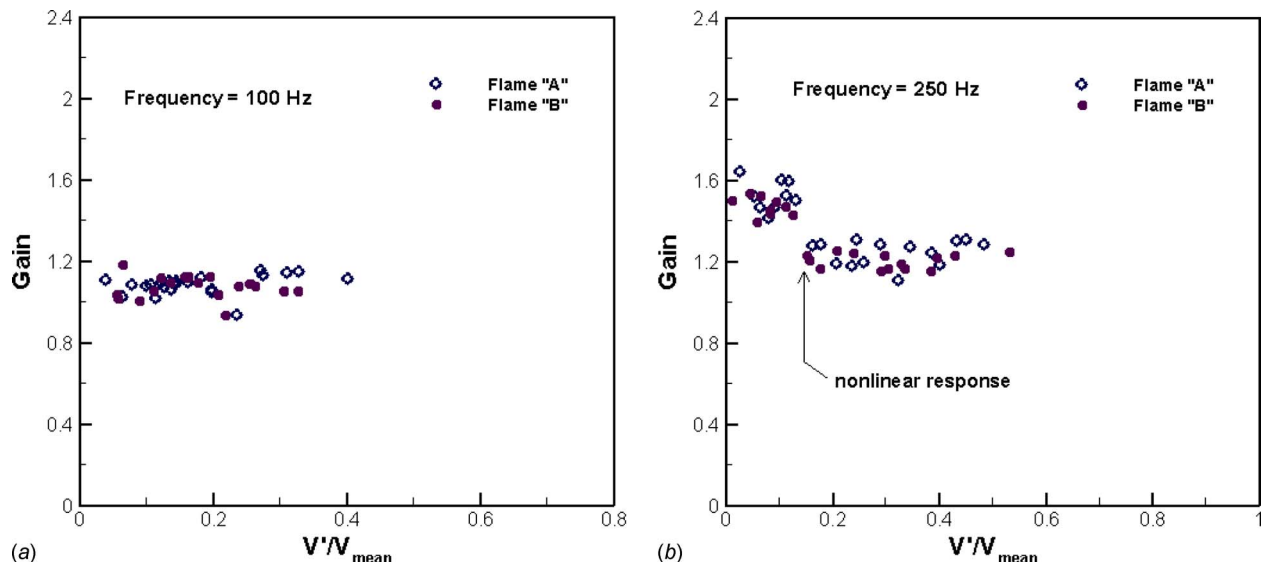 2.4
2
1.6
1.2
0.8
0.4
0
Gain
Frequency = 100 Hz
Flame "A"
Flame "B"
0
0.2
0.4
0.6
0.8
V'/Vmean
(a)
2.4
2
1.6
1.2
0.8
0.4
0
Gain
Frequency = 250 Hz
Flame "A"
Flame "B"
nonlinear response
0
0.2
0.4
0.6
0.8
1
V'/Vmean
(b)